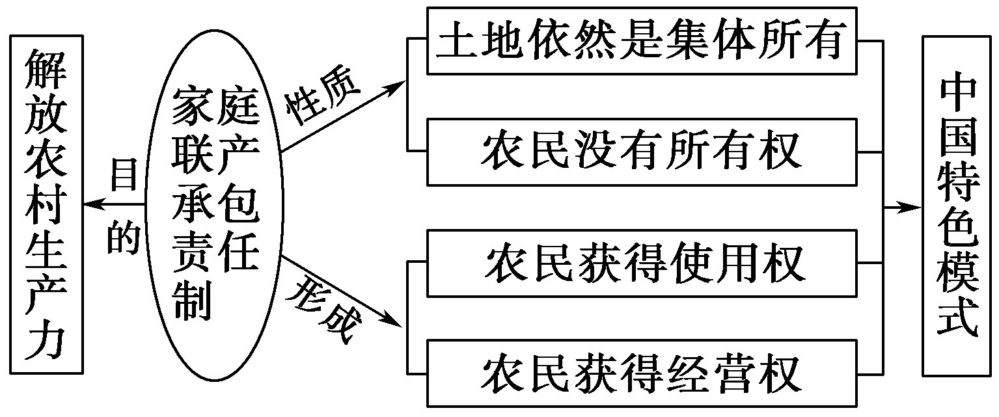 解放农村生产力
目的
家庭
联产
承包
责任
制
性质
土地依然是集体所有
农民没有所有权
形成
农民获得使用权
农民获得经营权
中国特色模式